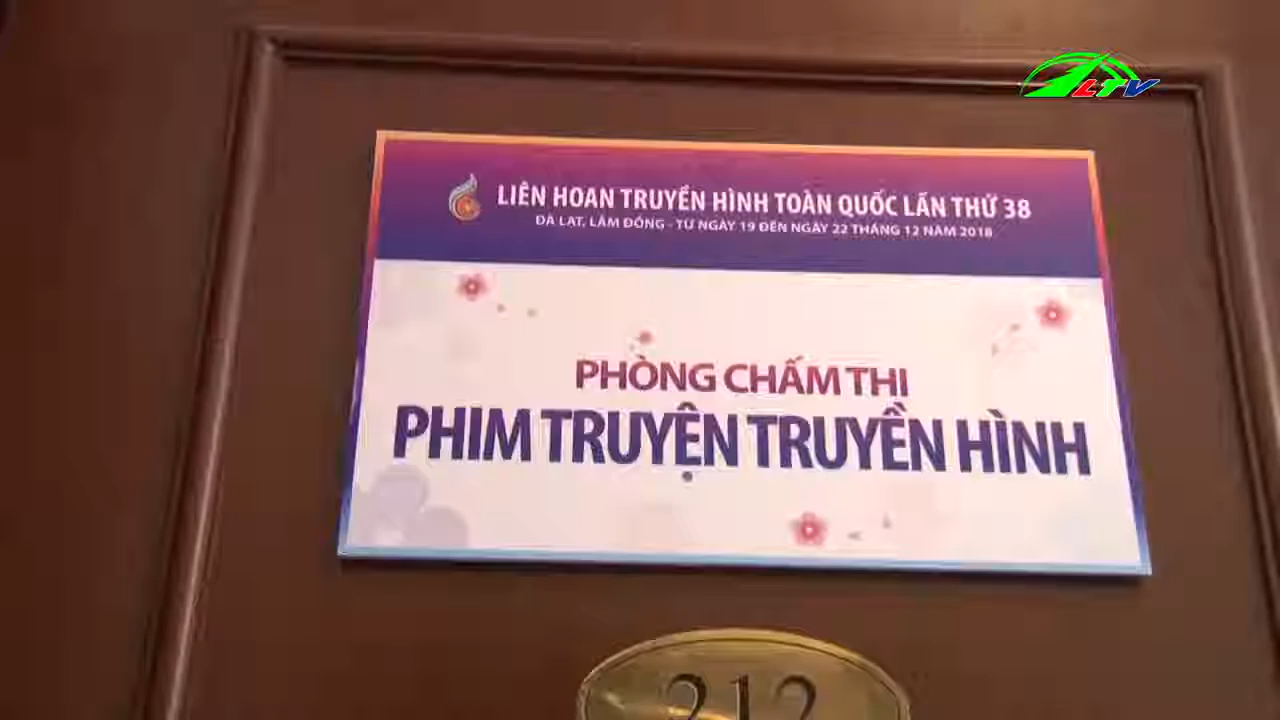 LTV
LIÊN HOAN TRUYỀN HÌNH TOÀN QUỐC LẦN THỨ 38
ĐÀ LẠT, LÂM ĐỒNG - TỪ NGÀY 19 ĐẾN NGÀY 22 THÁNG 12 NĂM 2018
PHÒNG CHẤM THI
PHIM TRUYỆN TRUYỀN HÌNH
212